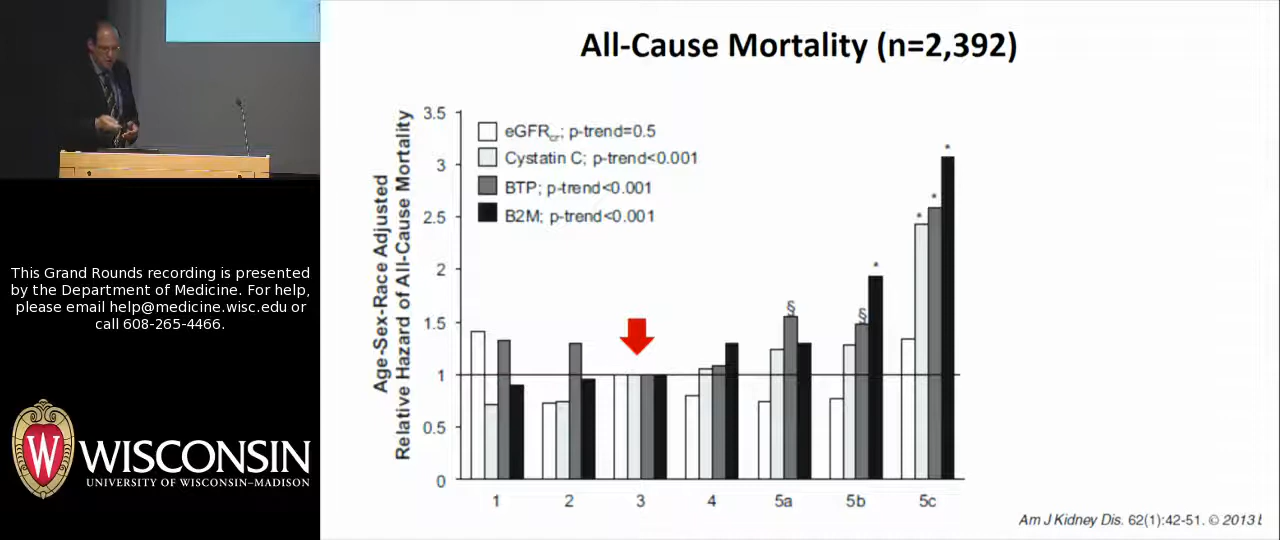 All-Cause Mortality (n=2,392)
Age-Sex-Race Adjusted
Relative Hazard of All-Cause Mortality
3.5
3
2.5
2
1.5
1
0.5
0
eGFRcr; p-trend=0.5
Cystatin C; p-trend<0.001
BTP; p-trend<0.001
B2M; p-trend<0.001
§
§
*
*
*
*
1 2 3 4 5a 5b 5c
Am J Kidney Dis. 62(1):42-51. © 2013
This Grand Rounds recording is presented
by the Department of Medicine. For help,
please email help@medicine.wisc.edu or
call 608-265-4466.
W
WISCONSIN
UNIVERSITY OF WISCONSIN–MADISON